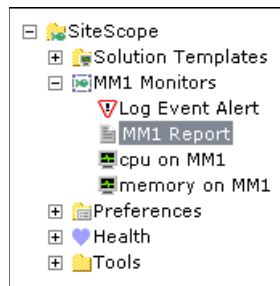 SiteScope
Solution Templates
MM1 Monitors
Log Event Alert
MM1 Report
cpu on MM1
memory on MM1
Preferences
Health
Tools